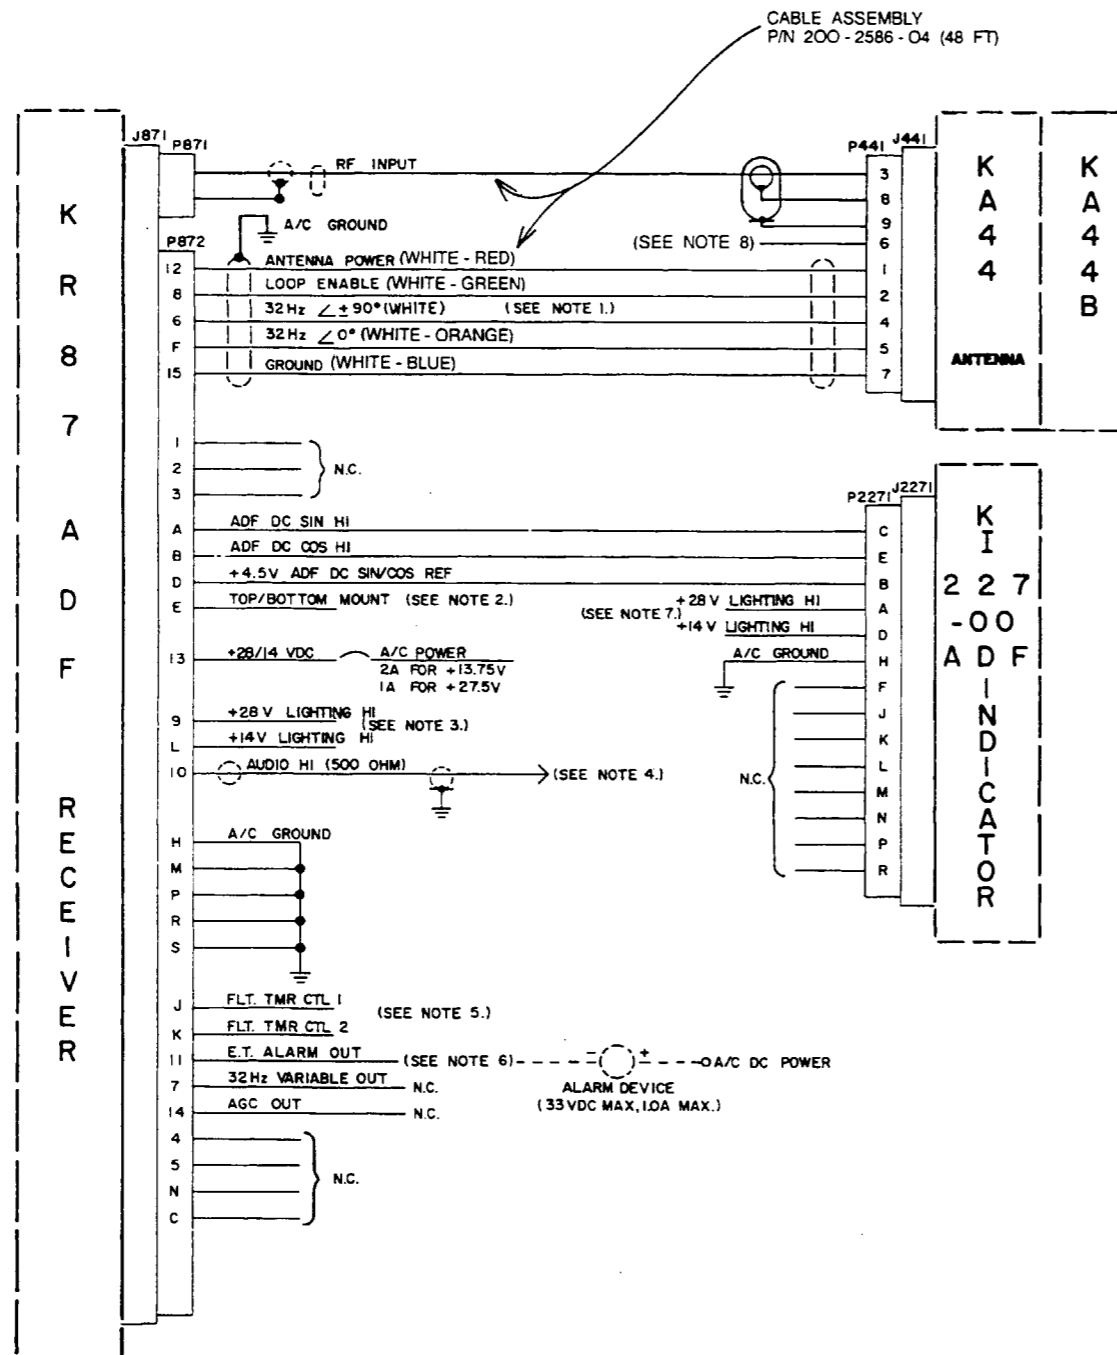 CABLE ASSEMBLY
P/N 200-2586-04 (48 FT)
KR 87 ADF RECEIVER
J871
P871
RF INPUT
A/C GROUND
P872
12 ANTENNA POWER (WHITE-RED) 1
8 LOOP ENABLE (WHITE-GREEN) 2
6 32Hz ∠±90° (WHITE) (SEE NOTE 1.) 4
F 32Hz ∠0° (WHITE-ORANGE) 5
15 GROUND (WHITE-BLUE) 7
P441
J441
3
8
9
(SEE NOTE 8) 6
KA44
ANTENNA
KA44B
1
2
3
N.C.
P2271
J2271
A ADF DC SIN HI C
B ADF DC COS HI E
D +4.5V ADF DC SIN/COS REF B
E TOP/BOTTOM MOUNT (SEE NOTE 2.)
(SEE NOTE 7.)
+28V LIGHTING HI A
+14V LIGHTING HI D
A/C GROUND H
F
J
K
L
N.C.
M
N
P
R
KI 227 -00 ADF INDICATOR
13 +28/14 VDC A/C POWER
2A FOR +13.75V
1A FOR +27.5V
9 +28V LIGHTING HI
(SEE NOTE 3.)
L +14V LIGHTING HI
10 AUDIO HI (500 OHM) (SEE NOTE 4.)
H A/C GROUND
M
P
R
S
J FLT. TMR CTL 1
(SEE NOTE 5.)
K FLT. TMR CTL 2
11 E.T. ALARM OUT (SEE NOTE 6) - + A/C DC POWER
7 32Hz VARIABLE OUT N.C.
ALARM DEVICE
(33VDC MAX, 1.0A MAX.)
14 AGC OUT N.C.
4
5
N.C.
N
C